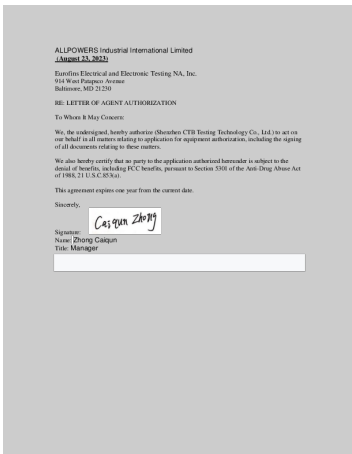 ALLPOWERS Industrial International Limited
(August 23, 2023)
Eurofins Electrical and Electronic Testing NA, Inc.
914 West Patapsco Avenue
Baltimore, MD 21230
RE: LETTER OF AGENT AUTHORIZATION
To Whom It May Concern:
We, the undersigned, hereby authorize (Shenzhen CTB Testing Technology Co., Ltd.) to act on
our behalf in all matters relating to application for equipment authorization, including the signing
of all documents relating to these matters.
We also hereby certify that no party to the application authorized hereunder is subject to the
denial of benefits, including FCC benefits, pursuant to Section 5301 of the Anti-Drug Abuse Act
of 1988, 21 U.S.C.853(a).
This agreement expires one year from the current date.
Sincerely,
Caiqun Zhong
Signature:
Name: Zhong Caiqun
Title: Manager